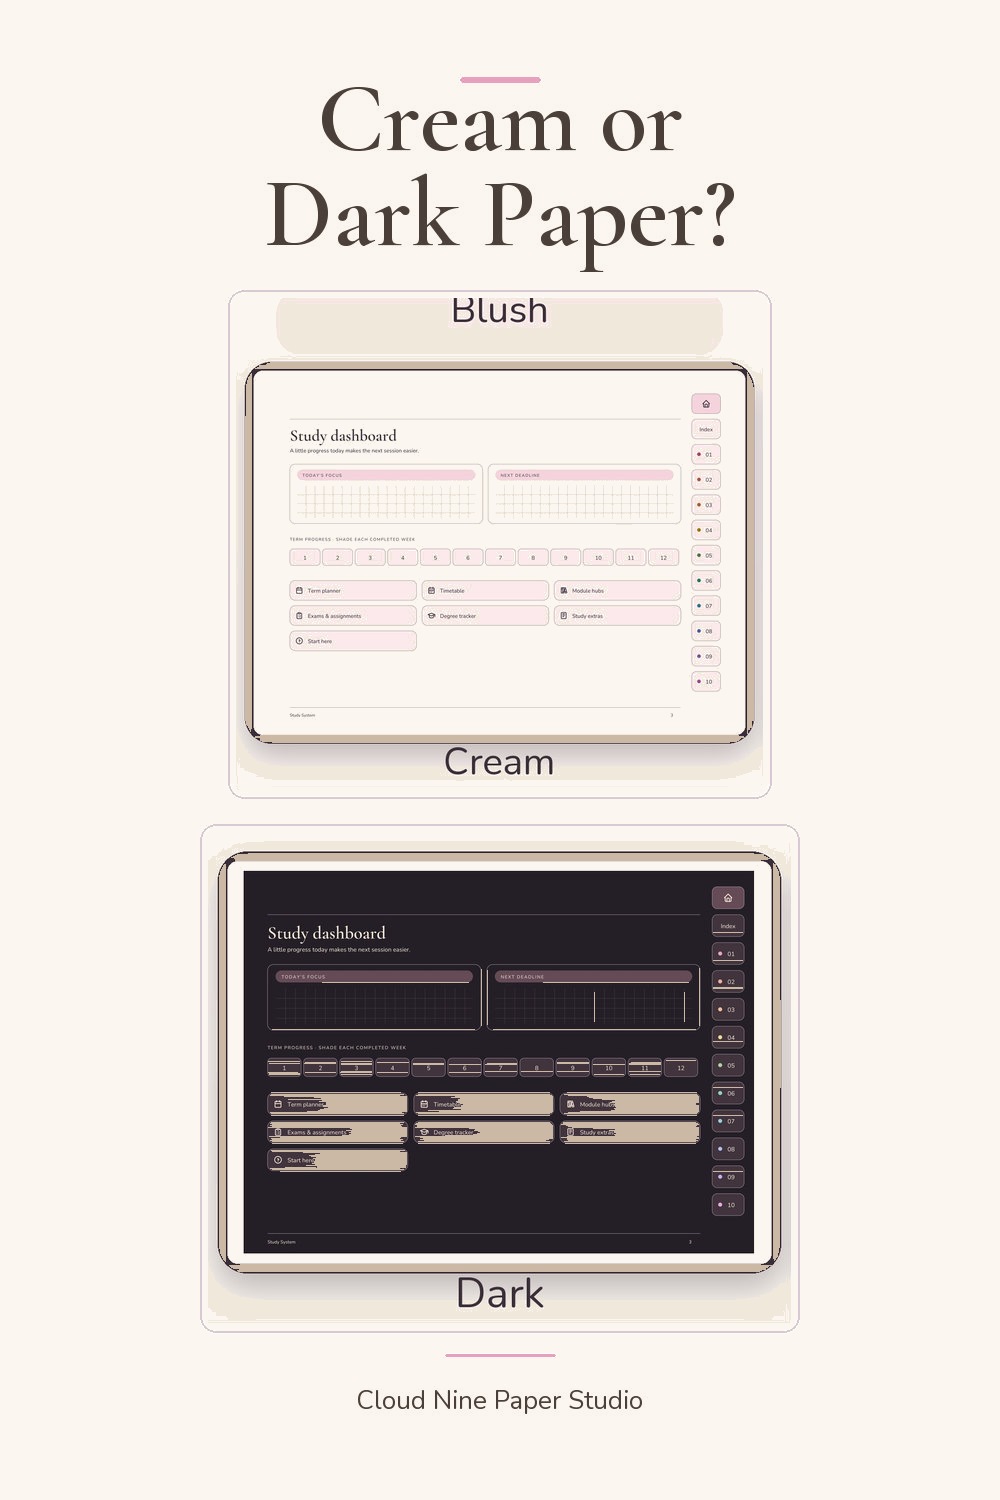 Cream or
Dark Paper?
Blush
Study dashboard
A little progress today makes the next session easier.
TODAY'S FOCUS
NEXT DEADLINE
TERM PROGRESS · SHADE EACH COMPLETED WEEK
1 2 3 4 5 6 7 8 9 10 11 12
Term planner
Timetable
Module hubs
Exams & assignments
Degree tracker
Study extras
Start here
Study System
3
Index
01
02
03
04
05
06
07
08
09
10
Cream
Study dashboard
A little progress today makes the next session easier.
TODAY'S FOCUS
NEXT DEADLINE
TERM PROGRESS · SHADE EACH COMPLETED WEEK
1 2 3 4 5 6 7 8 9 10 11 12
Term planner
Timetable
Module hubs
Exams & assignments
Degree tracker
Study extras
Start here
Study System
3
Index
01
02
03
04
05
06
07
08
09
10
Dark
Cloud Nine Paper Studio